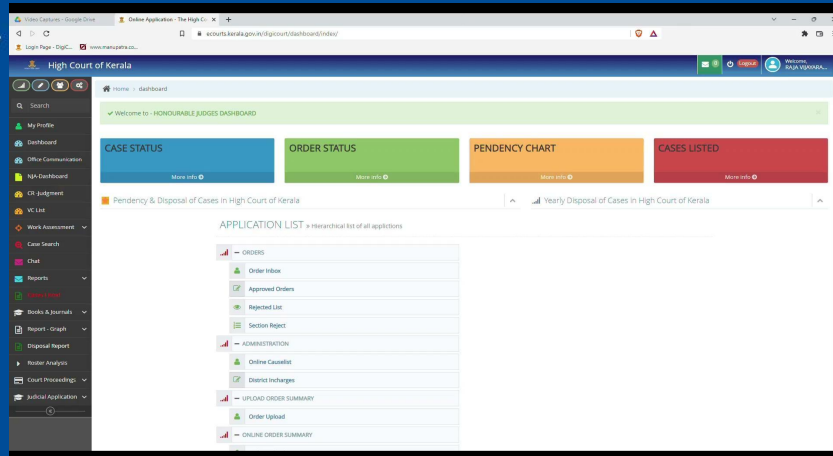 Video Captures - Google Drive
Online Application - The High Co
ecourts.kerala.gov.in/digicourt/dashboard/index/
Login Page - DigiC...
www.manupatra.co...
High Court of Kerala
0
Logout
Welcome,
RAJA VIJAYARA...
Home
dashboard
Search
Welcome to - HONOURABLE JUDGES DASHBOARD
My Profile
Dashboard
Office Communication
NJA-Dashboard
CR -Judgment
VC List
Work Assessment
Case Search
Chat
Reports
Books & Journals
Report - Graph
Disposal Report
Roster Analysis
Court Proceedings
Judicial Application
CASE STATUS
More info
ORDER STATUS
More info
PENDENCY CHART
More info
CASES LISTED
More info
Pendency & Disposal of Cases in High Court of Kerala
Yearly Disposal of Cases in High Court of Kerala
APPLICATION LIST » Hierarchical list of all applictions
ORDERS
Order Inbox
Approved Orders
Rejected List
Section Reject
ADMINISTRATION
Online Causelist
District Incharges
UPLOAD ORDER SUMMARY
Order Upload
ONLINE ORDER SUMMARY